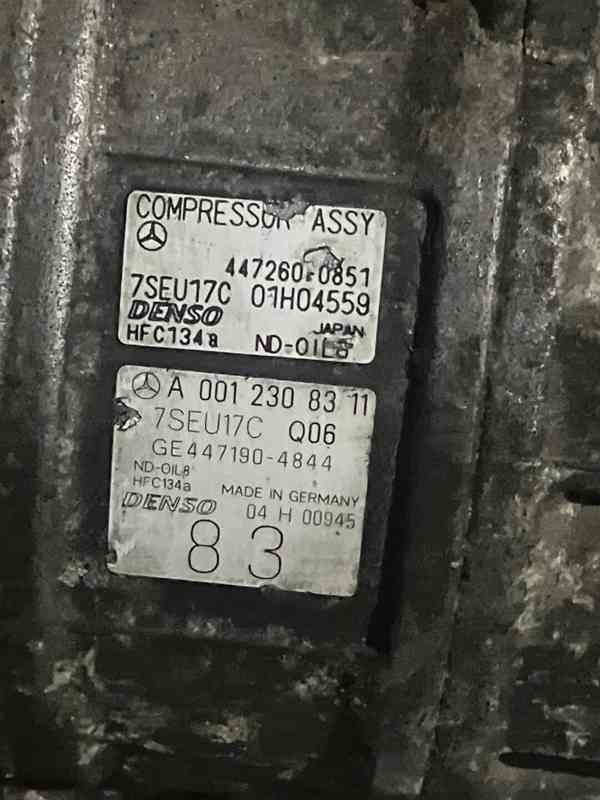 COMPRESSOR ASSY
447260-0851
7SEU17C 01H04559
DENSO
JAPAN
HFC134a ND-OIL8
A 001 230 83 11
7SEU17C Q06
GE447190-4844
ND-OIL8
HFC134a MADE IN GERMANY
DENSO 04 H 00945
83